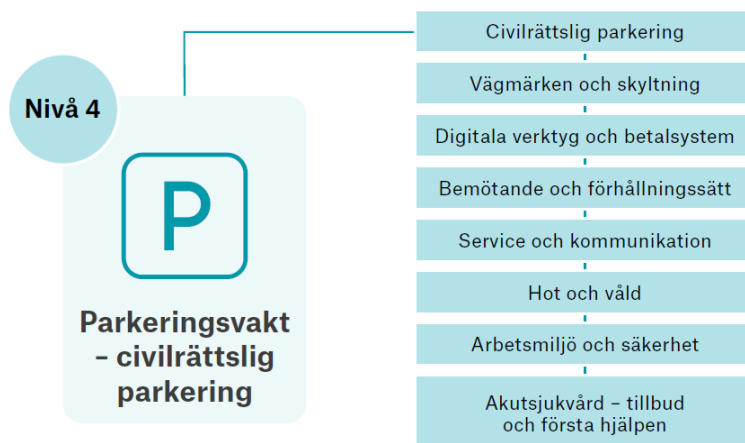 Nivå 4
P
Parkeringsvakt
– civilrättslig
parkering
Civilrättslig parkering
Vägmärken och skyltning
Digitala verktyg och betalsystem
Bemötande och förhållningssätt
Service och kommunikation
Hot och våld
Arbetsmiljö och säkerhet
Akutsjukvård – tillbud
och första hjälpen